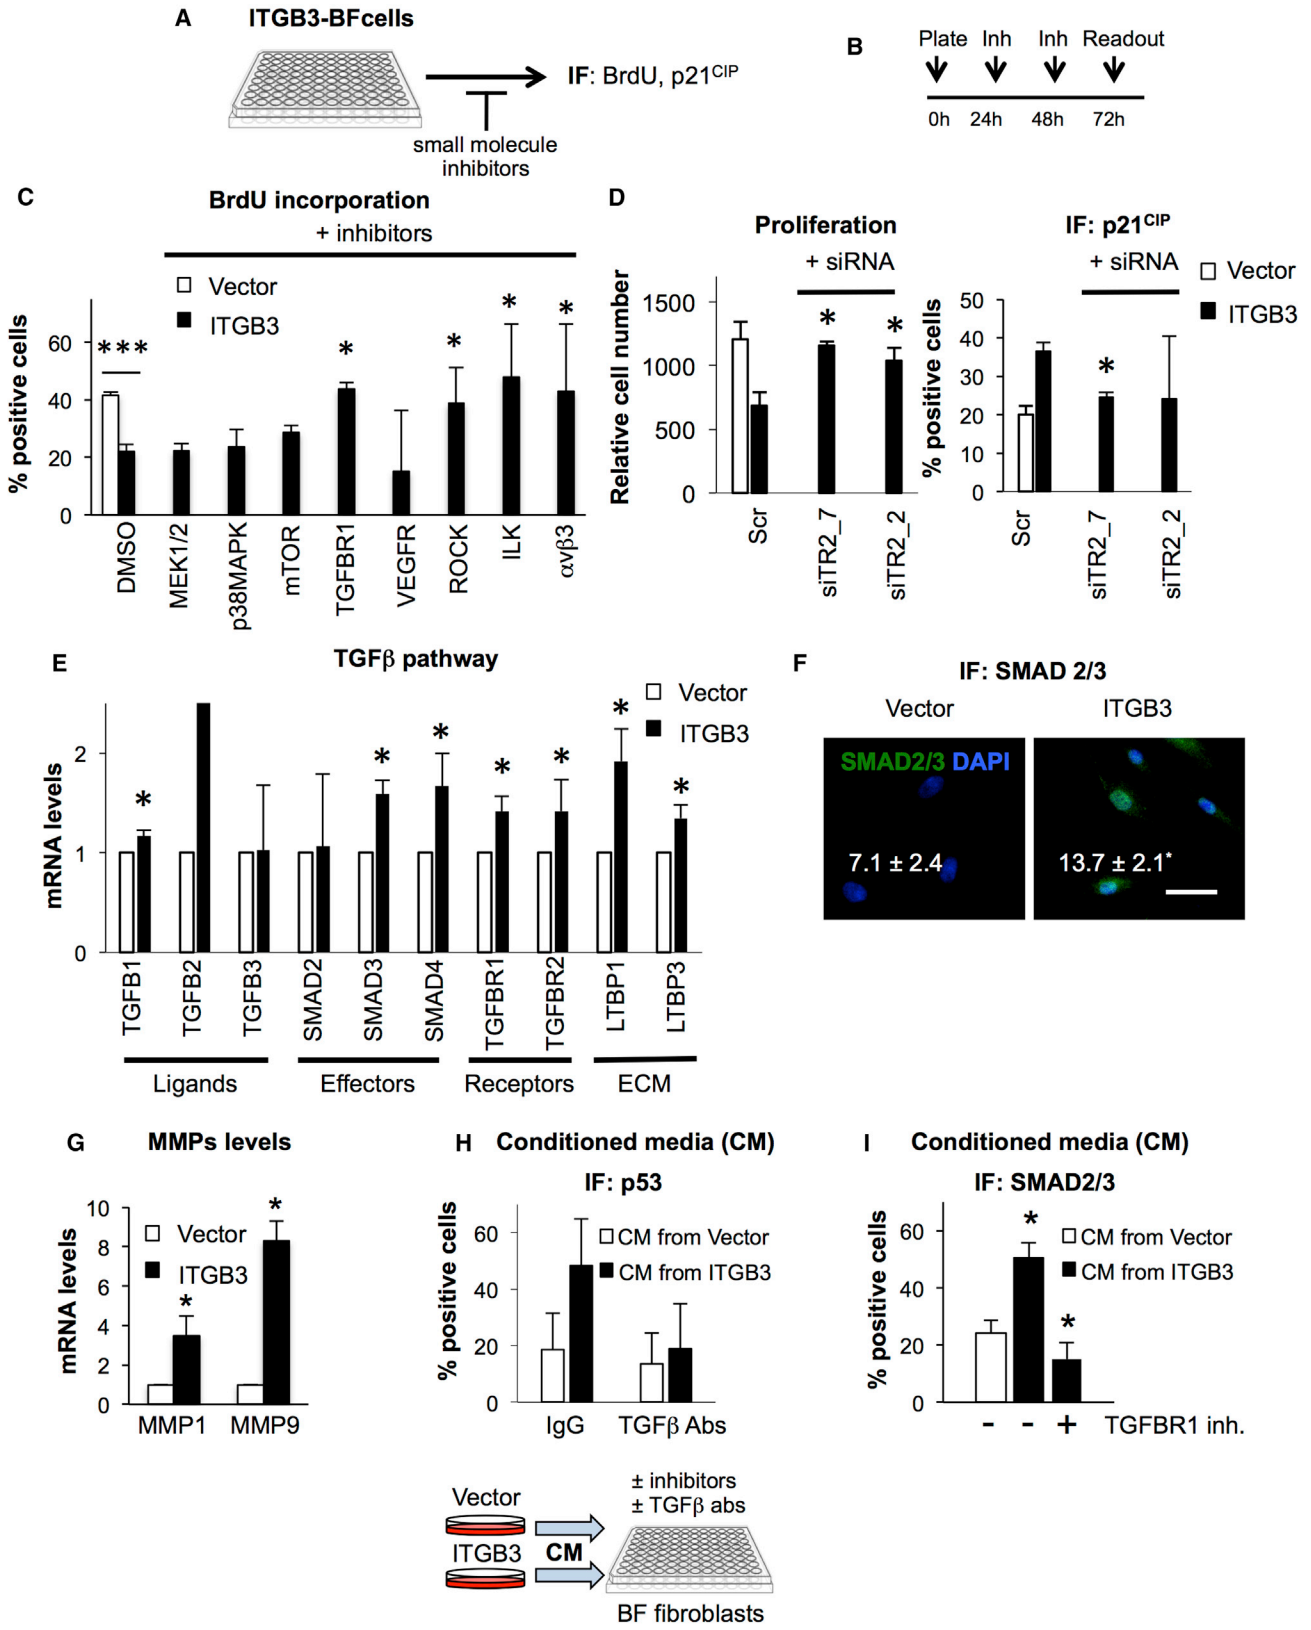 A
ITGB3-BFcells
IF: BrdU, p21CIP
small molecule
inhibitors
B
Plate Inh Inh Readout
0h 24h 48h 72h
C
BrdU incorporation
+ inhibitors
Vector
ITGB3
% positive cells
60
40
20
0
***
*
*
*
*
DMSO
MEK1/2
p38MAPK
mTOR
TGFBR1
VEGFR
ROCK
ILK
αvβ3
D
Proliferation
+ siRNA
Relative cell number
1500
1000
500
0
*
*
Scr
siTR2_7
siTR2_2
IF: p21CIP
+ siRNA
Vector
ITGB3
% positive cells
50
40
30
20
10
0
*
Scr
siTR2_7
siTR2_2
E
TGFβ pathway
Vector
ITGB3
mRNA levels
2
1
0
*
*
*
*
*
*
*
TGFB1
TGFB2
TGFB3
SMAD2
SMAD3
SMAD4
TGFBR1
TGFBR2
LTBP1
LTBP3
Ligands
Effectors
Receptors
ECM
F
IF: SMAD 2/3
Vector
ITGB3
SMAD2/3 DAPI
7.1 ± 2.4
13.7 ± 2.1*
G
MMPs levels
Vector
ITGB3
mRNA levels
10
8
6
4
2
0
*
*
MMP1
MMP9
H
Conditioned media (CM)
IF: p53
CM from Vector
CM from ITGB3
% positive cells
60
40
20
0
IgG
TGFβ Abs
I
Conditioned media (CM)
IF: SMAD2/3
CM from Vector
CM from ITGB3
% positive cells
60
40
20
0
*
*
- - + TGFBR1 inh.
Vector
ITGB3
CM
± inhibitors
± TGFβ abs
BF fibroblasts